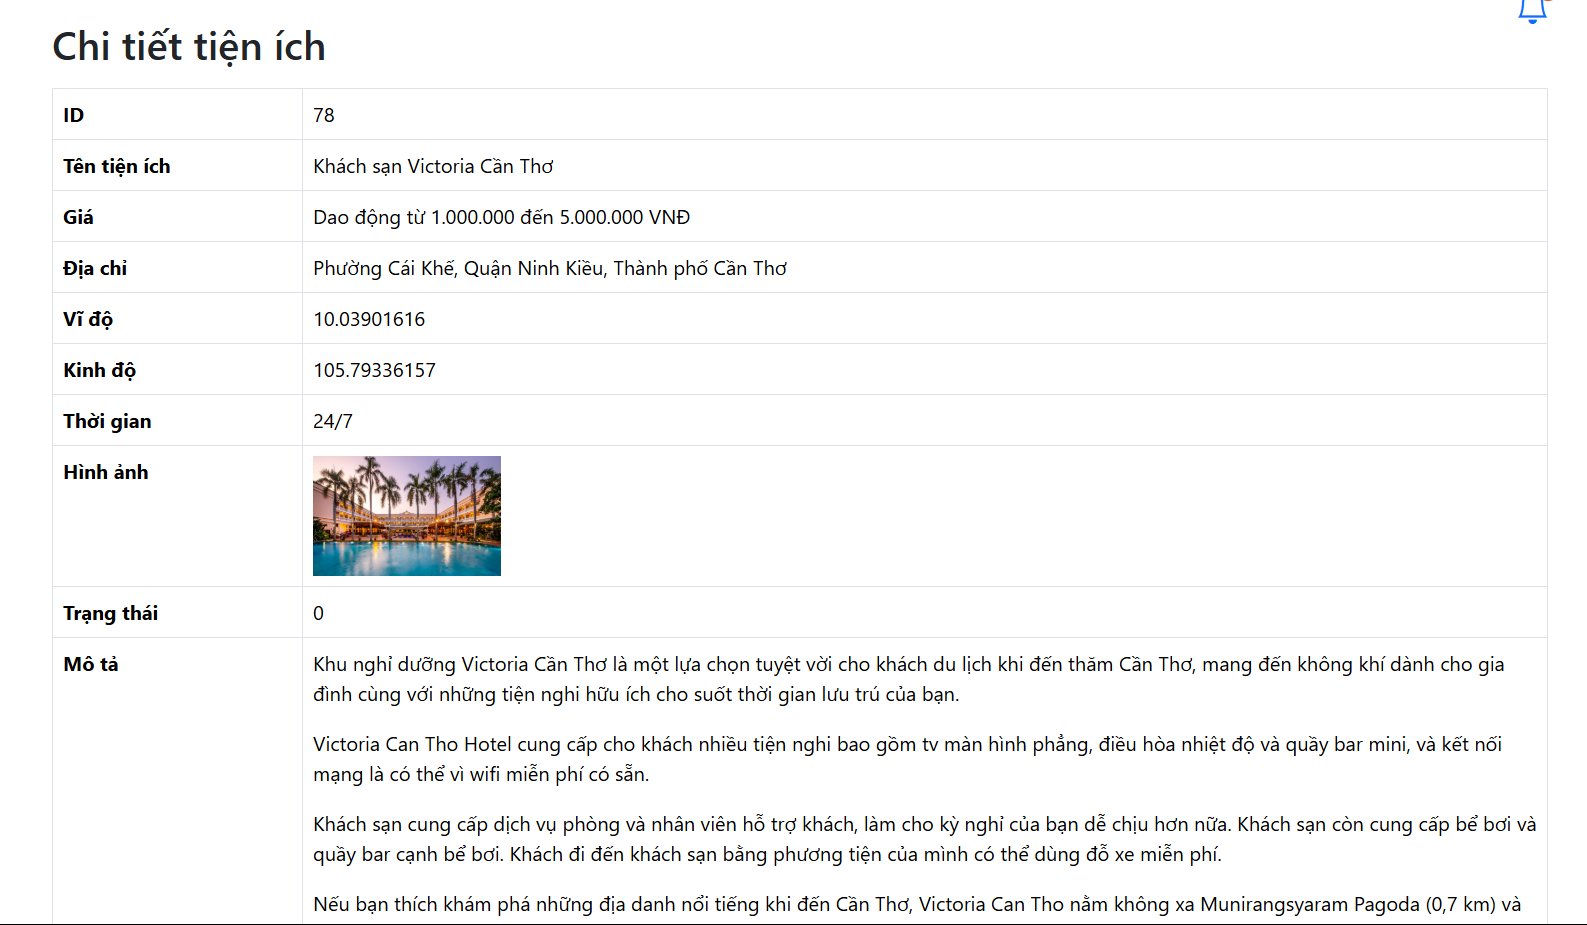 Chi tiết tiện ích
ID 78
Tên tiện ích Khách sạn Victoria Cần Thơ
Giá Dao động từ 1.000.000 đến 5.000.000 VNĐ
Địa chỉ Phường Cái Khế, Quận Ninh Kiều, Thành phố Cần Thơ
Vĩ độ 10.03901616
Kinh độ 105.79336157
Thời gian 24/7
Hình ảnh
Trạng thái 0
Mô tả Khu nghỉ dưỡng Victoria Cần Thơ là một lựa chọn tuyệt vời cho khách du lịch khi đến thăm Cần Thơ, mang đến không khí dành cho gia
đình cùng với những tiện nghi hữu ích cho suốt thời gian lưu trú của bạn.
Victoria Can Tho Hotel cung cấp cho khách nhiều tiện nghi bao gồm tv màn hình phẳng, điều hòa nhiệt độ và quầy bar mini, và kết nối
mạng là có thể vì wifi miễn phí có sẵn.
Khách sạn cung cấp dịch vụ phòng và nhân viên hỗ trợ khách, làm cho kỳ nghỉ của bạn dễ chịu hơn nữa. Khách sạn còn cung cấp bể bơi và
quầy bar cạnh bể bơi. Khách đi đến khách sạn bằng phương tiện của mình có thể dùng đỗ xe miễn phí.
Nếu bạn thích khám phá những địa danh nổi tiếng khi đến Cần Thơ, Victoria Can Tho nằm không xa Munirangsyaram Pagoda (0,7 km) và